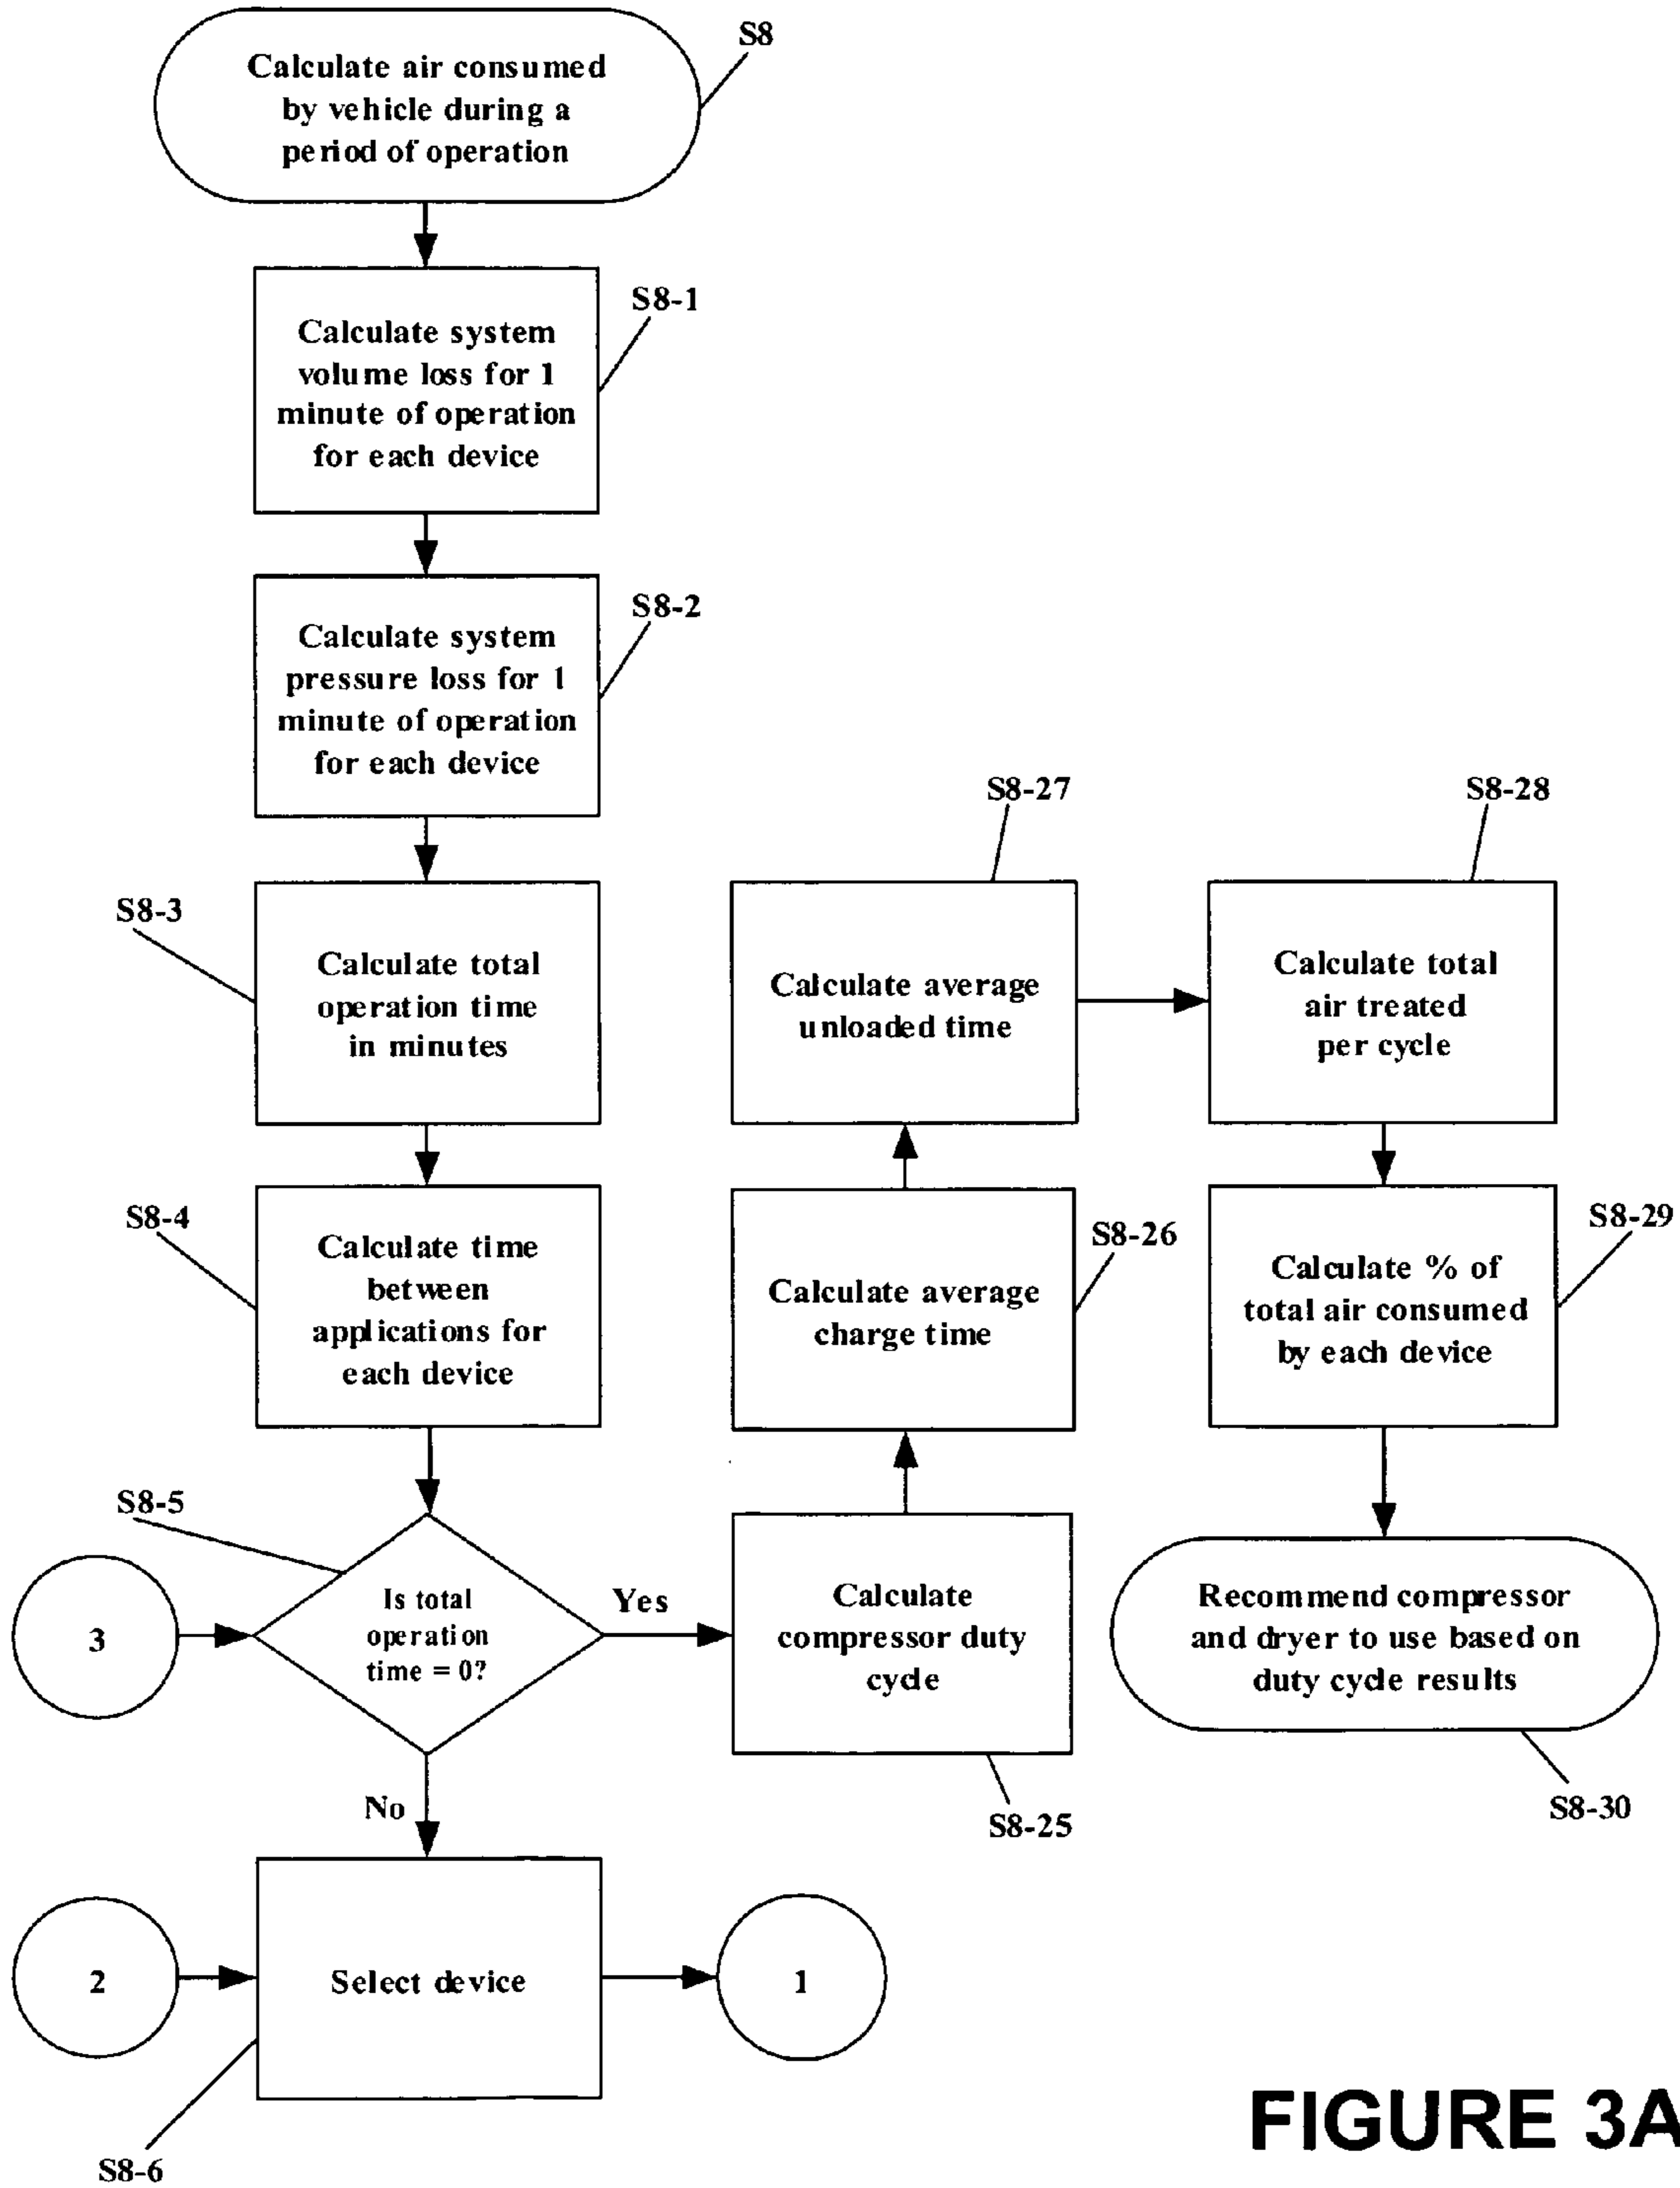 Calculate air consumed
by vehicle during a
period of operation
S8
Calculate system
volume loss for 1
minute of operation
for each device
S8-1
Calculate system
pressure loss for 1
minute of operation
for each device
S8-2
S8-3
Calculate total
operation time
in minutes
S8-4
Calculate time
between
applications for
each device
S8-5
3
Is total
operation
time = 0?
Yes
No
2
Select device
1
S8-6
Calculate
compressor duty
cycle
S8-25
Calculate average
charge time
S8-26
S8-27
Calculate average
unloaded time
S8-28
Calculate total
air treated
per cycle
S8-29
Calculate % of
total air consumed
by each device
Recommend compressor
and dryer to use based on
duty cycle results
S8-30
FIGURE 3A